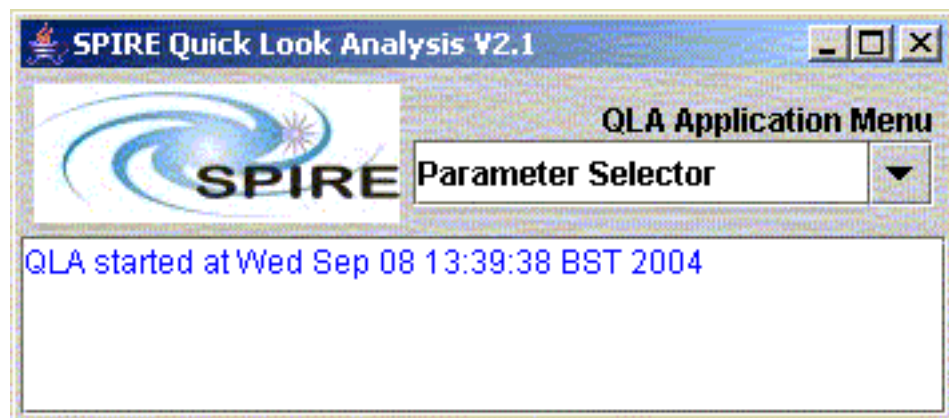 SPIRE Quick Look Analysis V2.1
QLA Application Menu
SPIRE
Parameter Selector
QLA started at Wed Sep 08 13:39:38 BST 2004